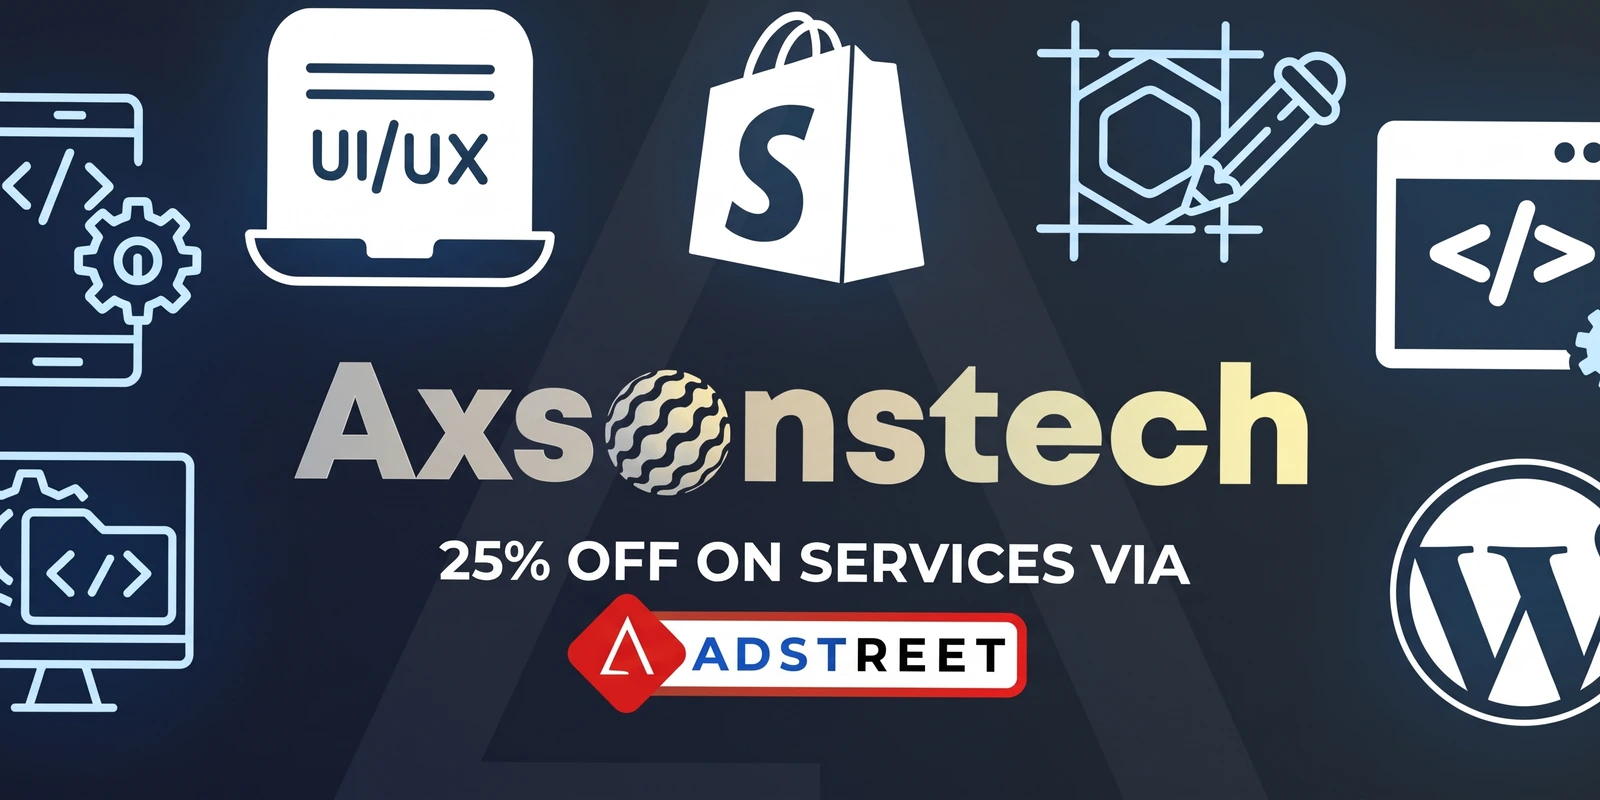 UI/UX
S
</>
</>
Axsonstech
25% OFF ON SERVICES VIA
ADSTREET
</>
W